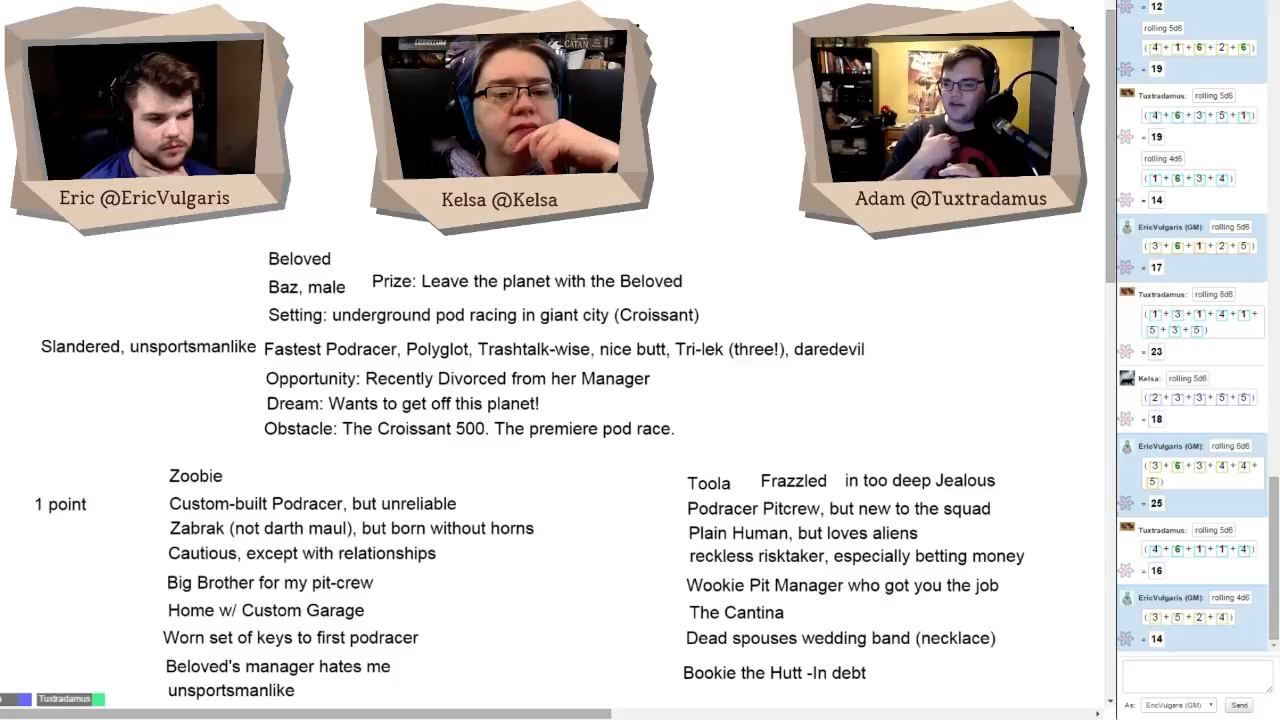 CATAN
Eric @EricVulgaris
Kelsa @Kelsa
Adam @Tuxtradamus
Beloved
Baz, male
Prize: Leave the planet with the Beloved
Setting: underground pod racing in giant city (Croissant)
Slandered, unsportsmanlike
Fastest Podracer, Polyglot, Trashtalk-wise, nice butt, Tri-lek (three!), daredevil
Opportunity: Recently Divorced from her Manager
Dream: Wants to get off this planet!
Obstacle: The Croissant 500. The premiere pod race.
Zoobie
1 point
Custom-built Podracer, but unreliable
Zabrak (not darth maul), but born without horns
Cautious, except with relationships
Big Brother for my pit-crew
Home w/ Custom Garage
Worn set of keys to first podracer
Beloved's manager hates me
unsportsmanlike
Toola
Frazzled
in too deep Jealous
Podracer Pitcrew, but new to the squad
Plain Human, but loves aliens
reckless risktaker, especially betting money
Wookie Pit Manager who got you the job
The Cantina
Dead spouses wedding band (necklace)
Bookie the Hutt -In debt
Tuxtradamus
= 12
rolling 5d6
( 4 + 1 + 6 + 2 + 6 )
= 19
Tuxtradamus: rolling 5d6
( 4 + 6 + 3 + 5 + 1 )
= 19
rolling 4d6
( 1 + 6 + 3 + 4 )
= 14
EricVulgaris (GM): rolling 5d6
( 3 + 6 + 1 + 2 + 5 )
= 17
Tuxtradamus: rolling 8d6
( 1 + 3 + 1 + 4 + 1 +
5 + 3 + 5 )
= 23
Kelsa: rolling 5d6
( 2 + 3 + 3 + 5 + 5 )
= 18
EricVulgaris (GM): rolling 6d6
( 3 + 6 + 3 + 4 + 4 +
5 )
= 25
Tuxtradamus: rolling 5d6
( 4 + 6 + 1 + 1 + 4 )
= 16
EricVulgaris (GM): rolling 4d6
( 3 + 5 + 2 + 4 )
= 14
As: EricVulgaris (GM) Send